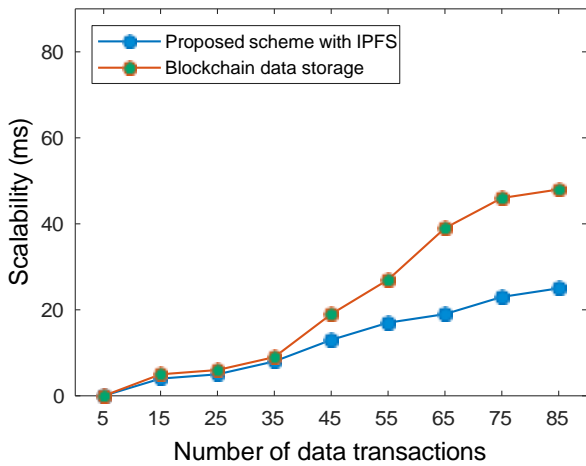 Proposed scheme with IPFS
Blockchain data storage
80
60
40
20
0
Scalability (ms)
5 15 25 35 45 55 65 75 85
Number of data transactions